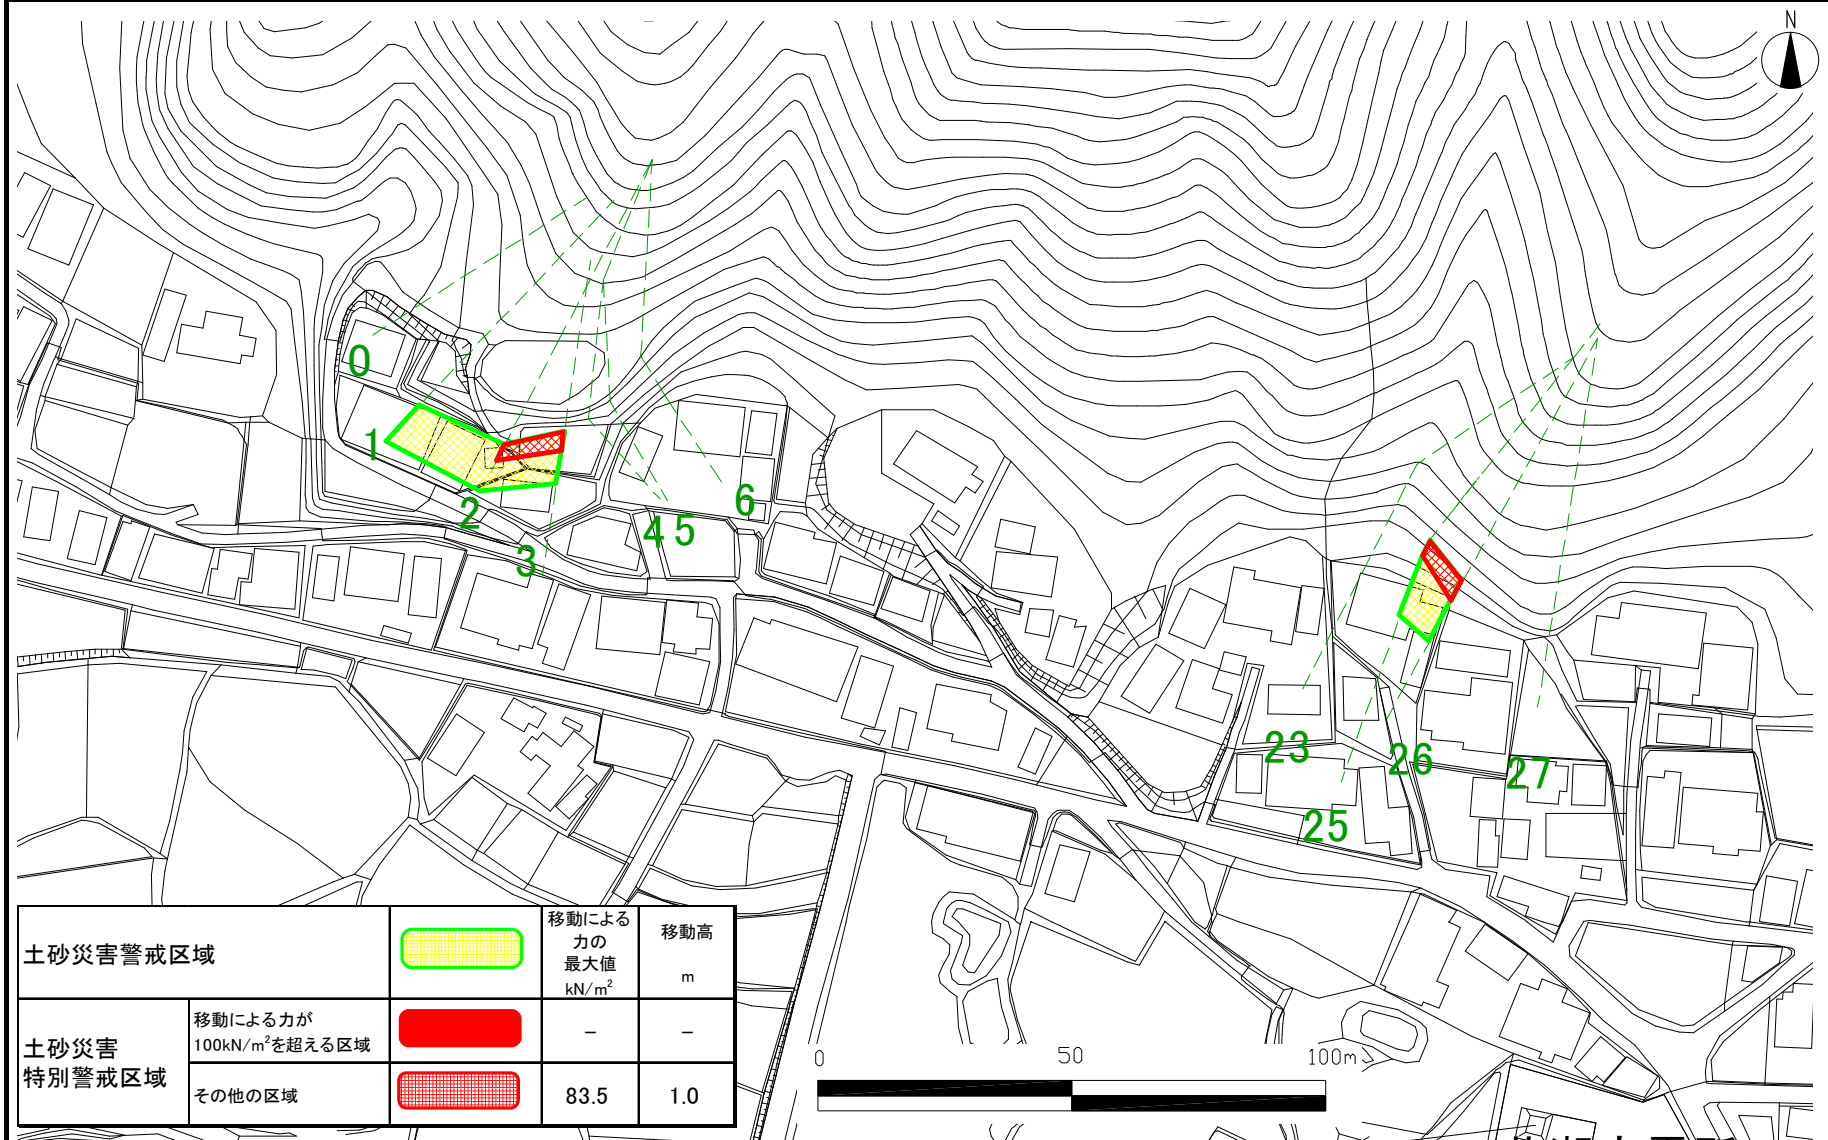 N
0
1
2
3
4
5
6
23
25
26
27
土砂災害警戒区域
移動による
力の
最大値
kN/m²
移動高
m
土砂災害
特別警戒区域
移動による力が
100kN/m²を超える区域
－
－
その他の区域
83.5
1.0
0
50
100m